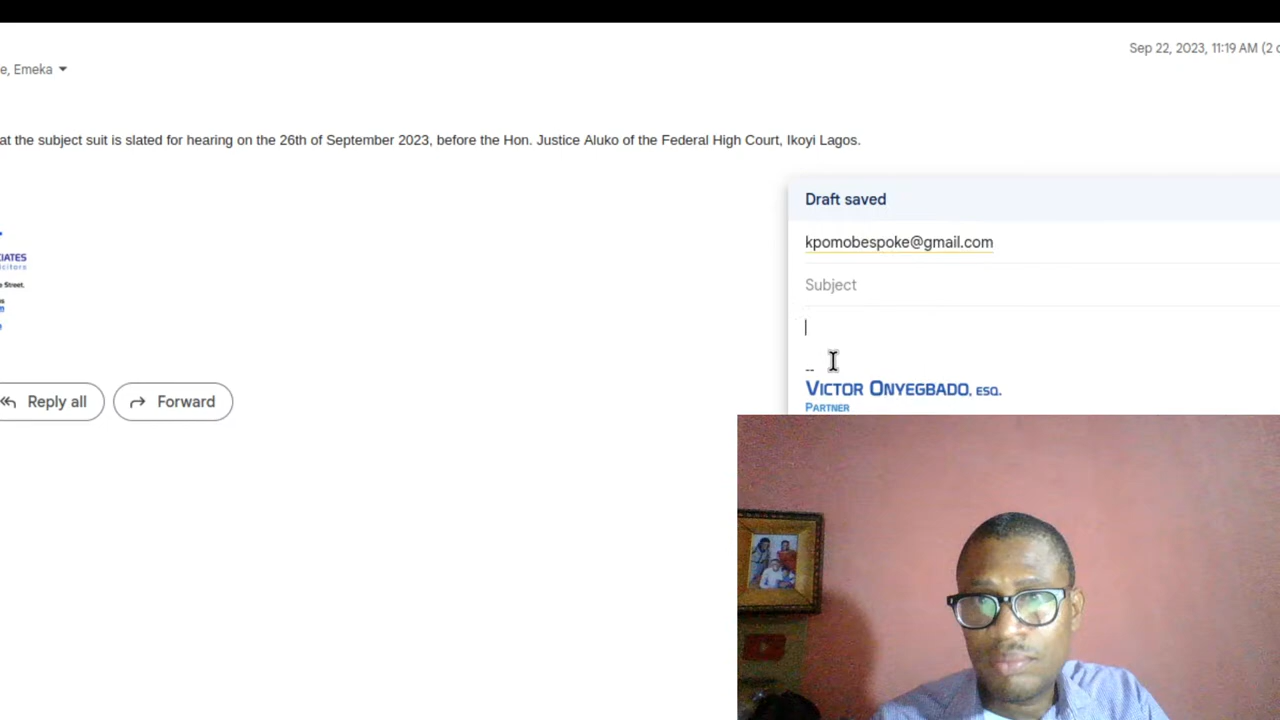 Sep 22, 2023, 11:19 AM (2
e, Emeka
at the subject suit is slated for hearing on the 26th of September 2023, before the Hon. Justice Aluko of the Federal High Court, Ikoyi Lagos.
Draft saved
kpomobespoke@gmail.com
Subject
IATES
icitors
e Street,
--
VICTOR ONYEGBADO, ESQ.
PARTNER
Reply all
Forward